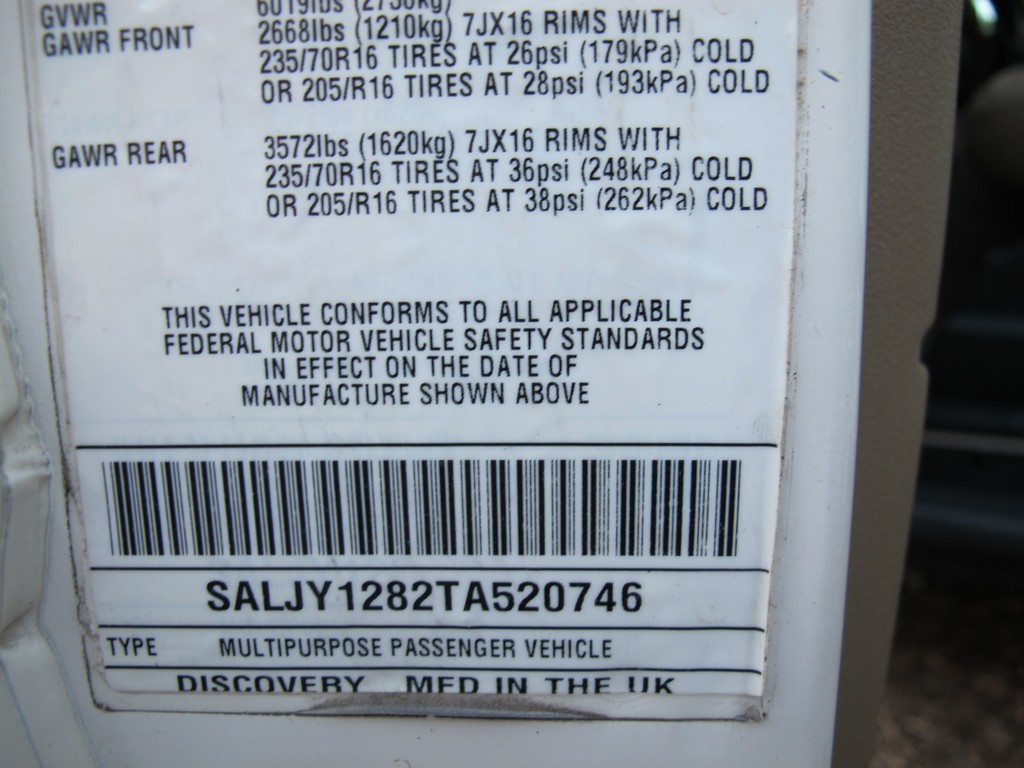 GVWR 6019lbs (2730kg)
GAWR FRONT 2668lbs (1210kg) 7JX16 RIMS WITH
235/70R16 TIRES AT 26psi (179kPa) COLD
OR 205/R16 TIRES AT 28psi (193kPa) COLD
GAWR REAR 3572lbs (1620kg) 7JX16 RIMS WITH
235/70R16 TIRES AT 36psi (248kPa) COLD
OR 205/R16 TIRES AT 38psi (262kPa) COLD
THIS VEHICLE CONFORMS TO ALL APPLICABLE
FEDERAL MOTOR VEHICLE SAFETY STANDARDS
IN EFFECT ON THE DATE OF
MANUFACTURE SHOWN ABOVE
SALJY1282TA520746
TYPE MULTIPURPOSE PASSENGER VEHICLE
DISCOVERY MFD IN THE UK